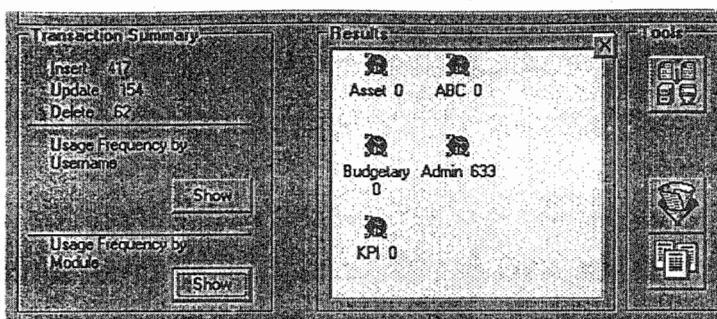 Transaction Summary
Insert 417
Update 154
Delete 62
Usage Frequency by
Username
Show
Usage Frequency by
Module
Show
Results
Asset 0
ABC 0
Budgetary
0
Admin 633
KPI 0
Tools